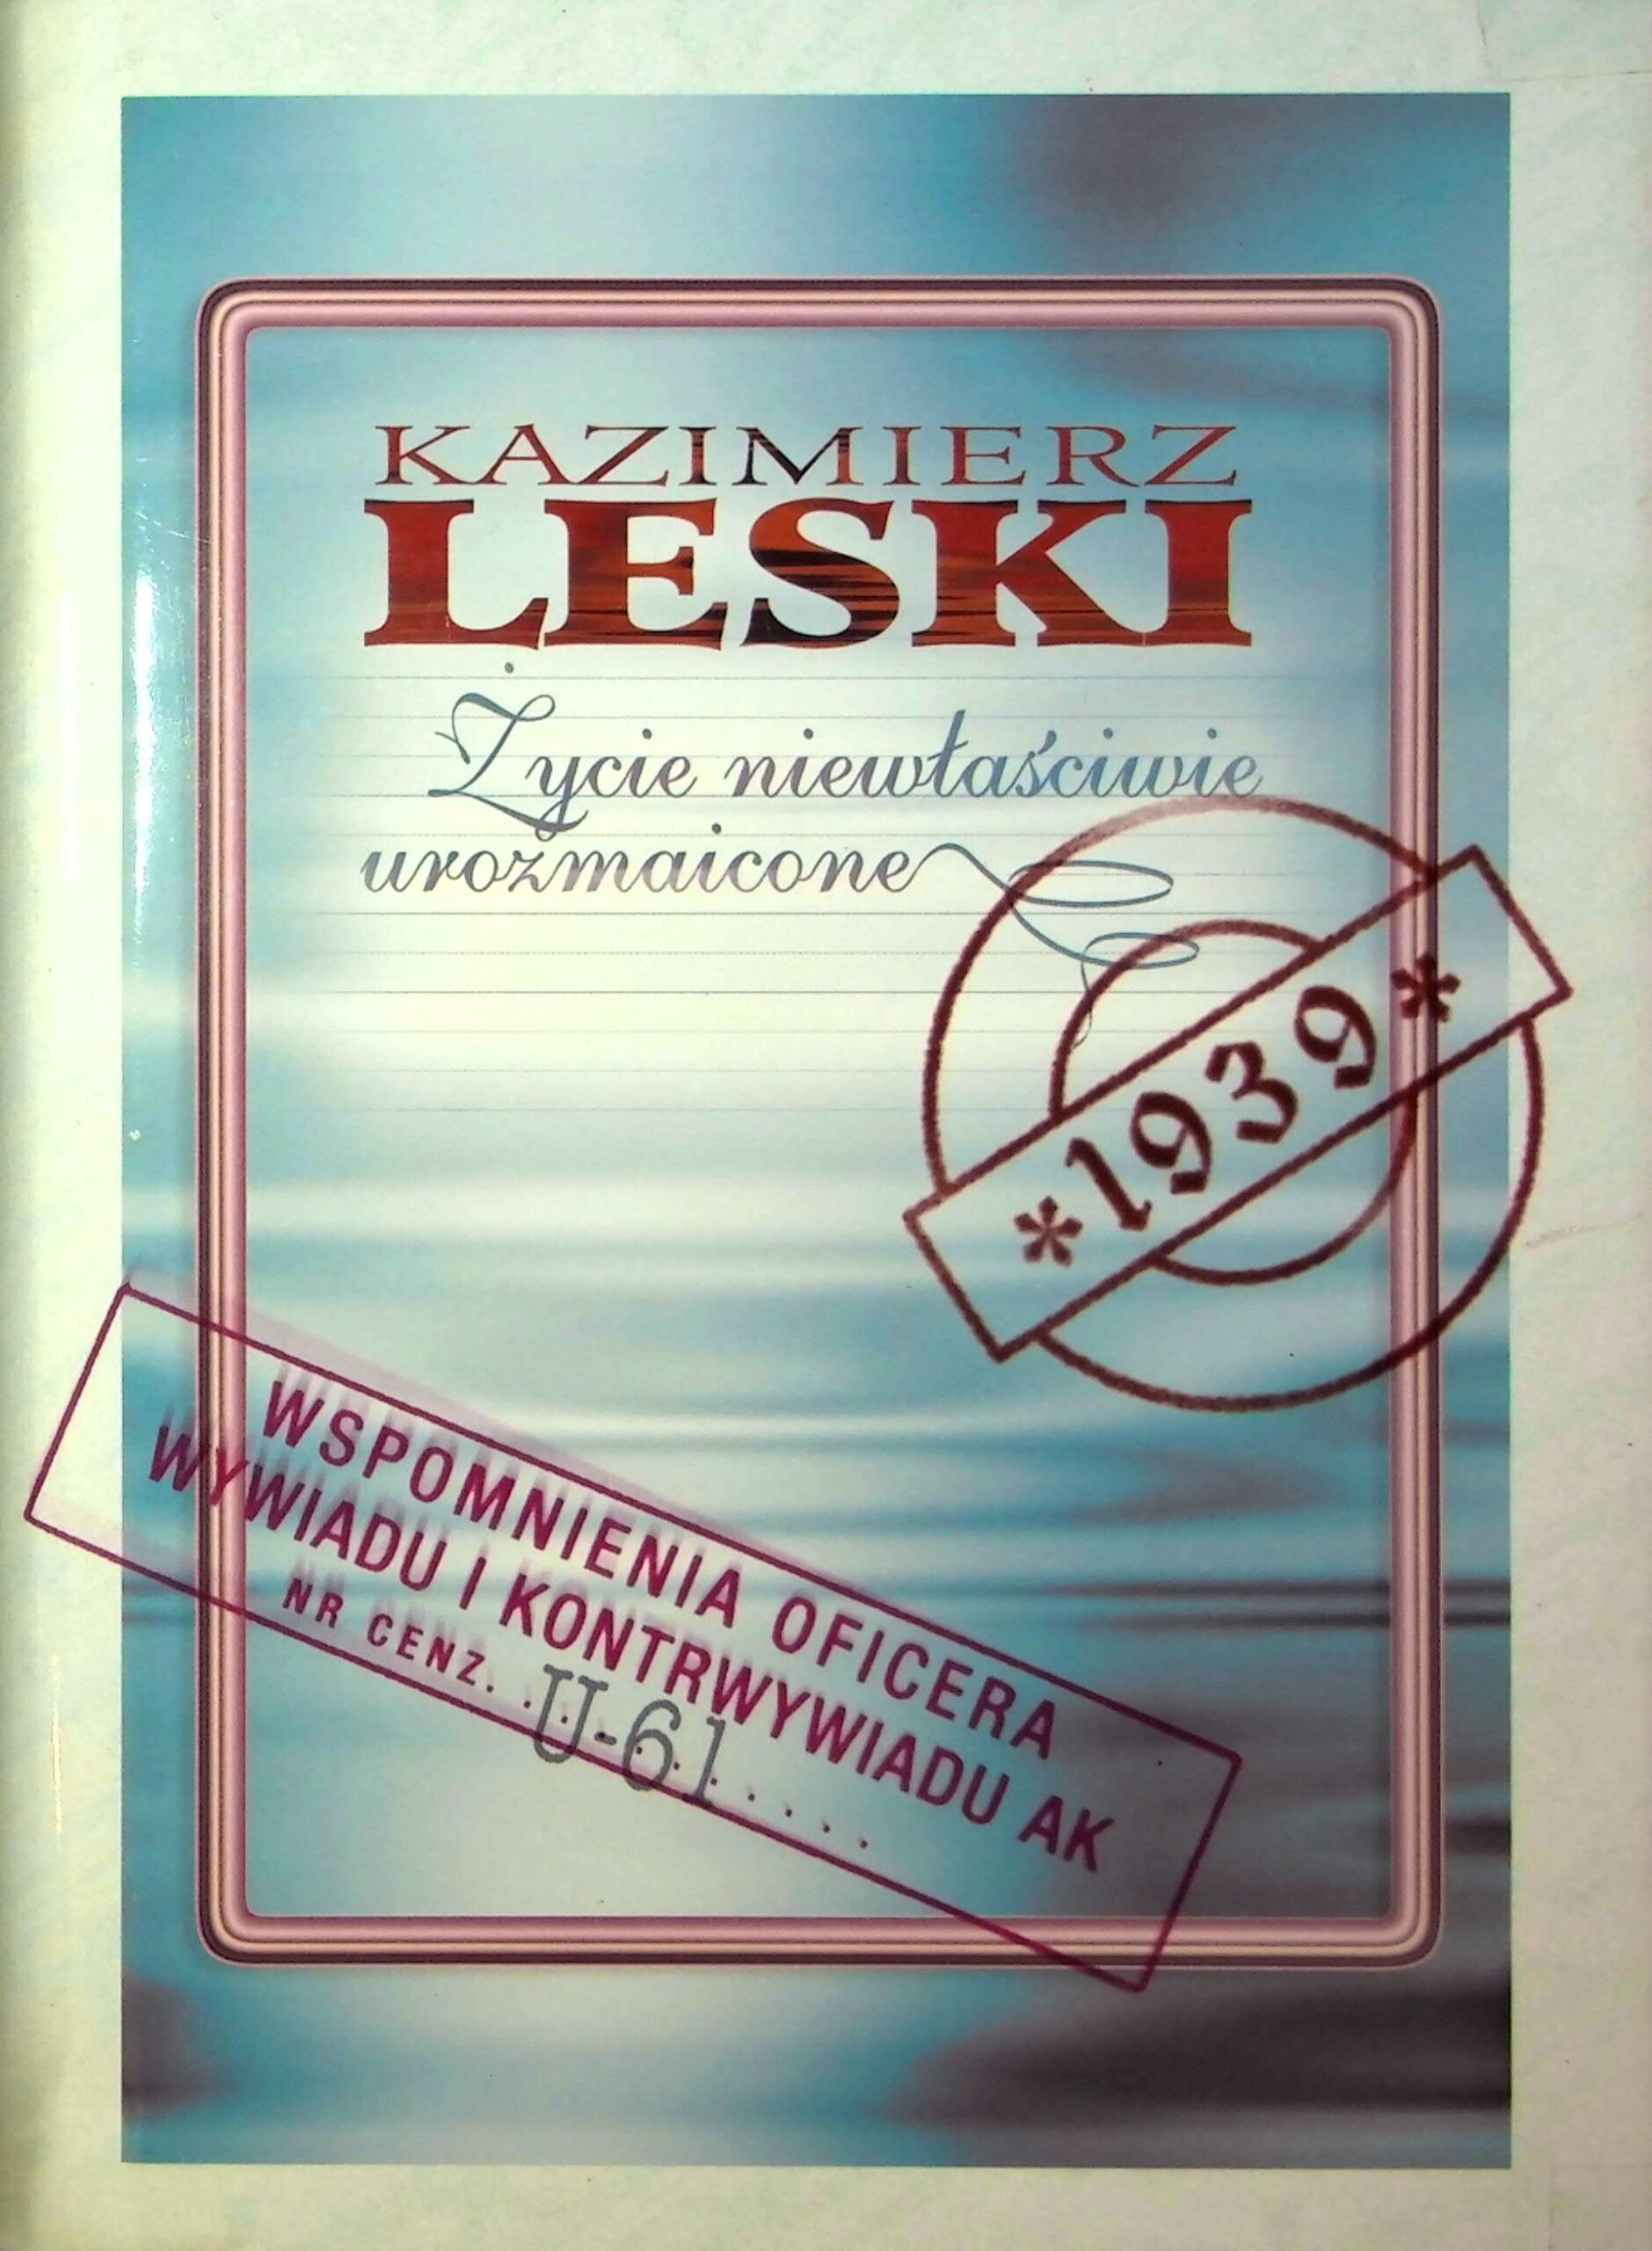 KAZIMIERZ
LESKI
Życie niewłaściwie
urozmaicone
*1939*
WSPOMNIENIA OFICERA
WYWIADU I KONTRWYWIADU AK
NR CENZ. .U-61....